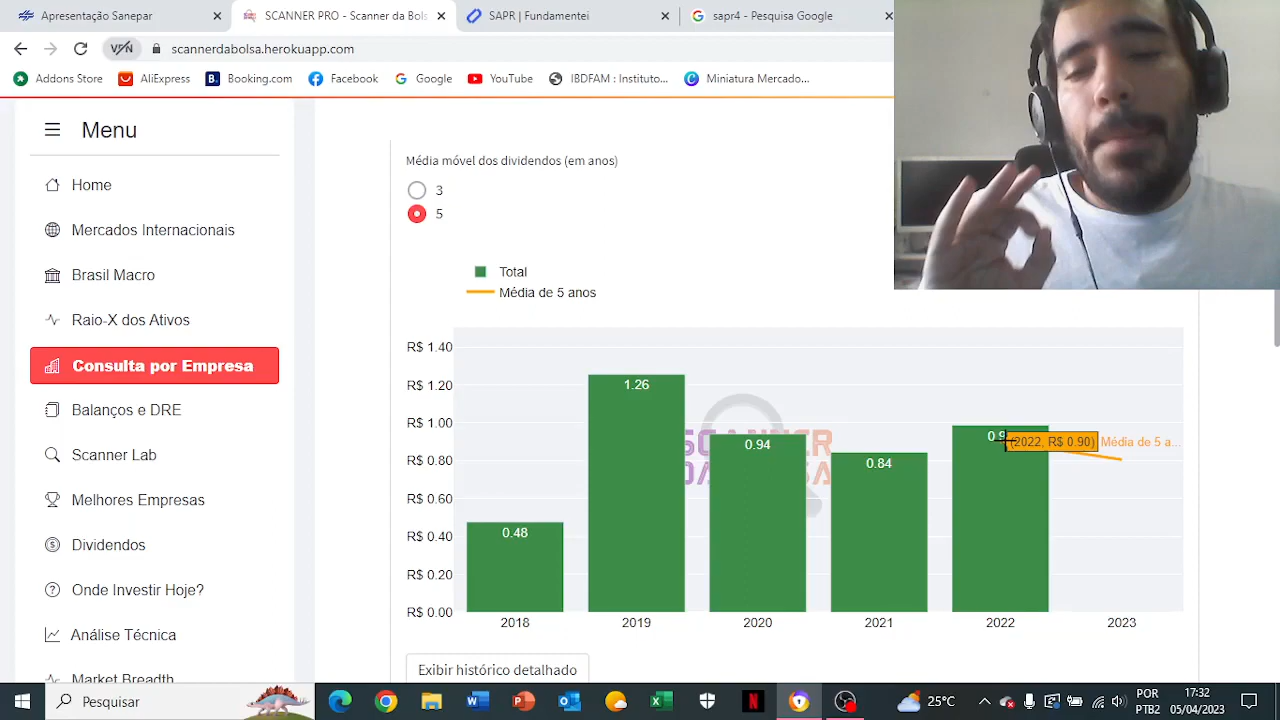 Apresentação Sanepar
SCANNER PRO - Scanner da Bols
SAPR | Fundamentei
sapr4 - Pesquisa Google
VPN
scannerdabolsa.herokuapp.com
Addons Store
AliExpress
B.
Booking.com
Facebook
Google
YouTube
IBDFAM : Instituto...
Miniatura Mercado...
Menu
Home
Mercados Internacionais
Brasil Macro
Raio-X dos Ativos
Consulta por Empresa
Balanços e DRE
Scanner Lab
Melhores Empresas
Dividendos
Onde Investir Hoje?
Análise Técnica
Market Breadth
Média móvel dos dividendos (em anos)
3
5
Total
Média de 5 anos
R$ 1.40
R$ 1.20
R$ 1.00
R$ 0.80
R$ 0.60
R$ 0.40
R$ 0.20
R$ 0.00
0.48
1.26
0.94
0.84
(2022, R$ 0.90)
Média de 5 a...
2018
2019
2020
2021
2022
2023
Exibir histórico detalhado
Pesquisar
25°C
POR
PTB2
17:32
05/04/2023